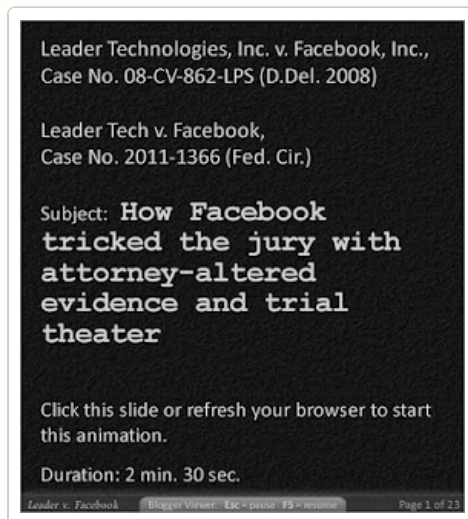 Leader Technologies, Inc. v. Facebook, Inc.,
Case No. 08-CV-862-LPS (D.Del. 2008)
Leader Tech v. Facebook,
Case No. 2011-1366 (Fed. Cir.)
Subject: How Facebook
tricked the jury with
attorney-altered
evidence and trial
theater
Click this slide or refresh your browser to start
this animation.
Duration: 2 min. 30 sec.
Leader v. Facebook Blogger Viewer: Esc = pause F5 = resume Page 1 of 23